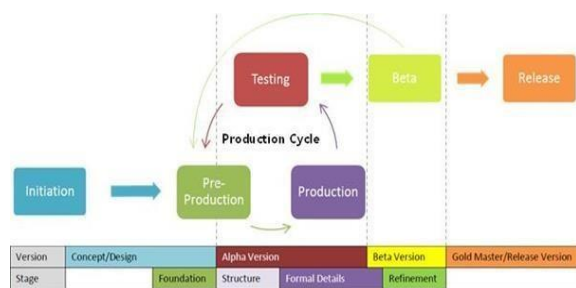 Testing
Beta
Release
Production Cycle
Initiation
Pre-
Production
Production
Version Concept/Design Alpha Version Beta Version Gold Master/Release Version
Stage Foundation Structure Formal Details Refinement